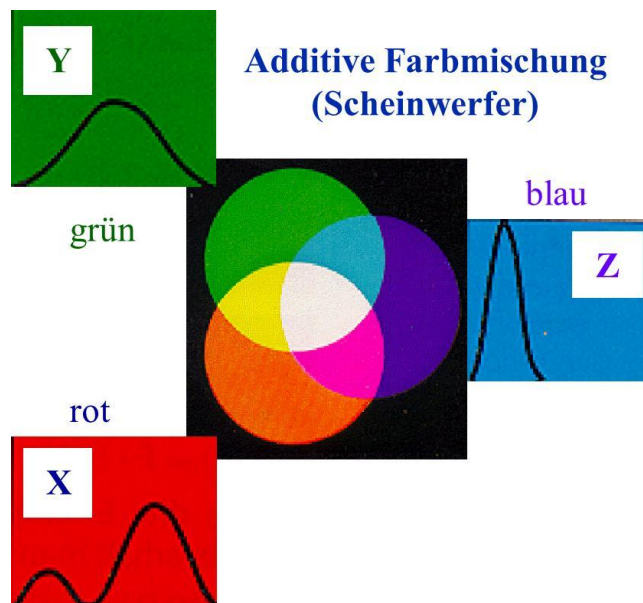 Y
Additive Farbmischung
(Scheinwerfer)
blau
grün
Z
rot
X